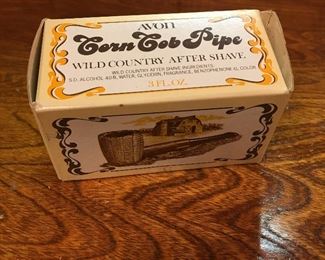 AVON
Corn Cob Pipe
WILD COUNTRY AFTER SHAVE
WILD COUNTRY AFTER SHAVE INGREDIENTS:
S.D. ALCOHOL 40-B, WATER, GLYCERIN, FRAGRANCE, BENZOPHENONE-XI, COLOR
3 FL. OZ.